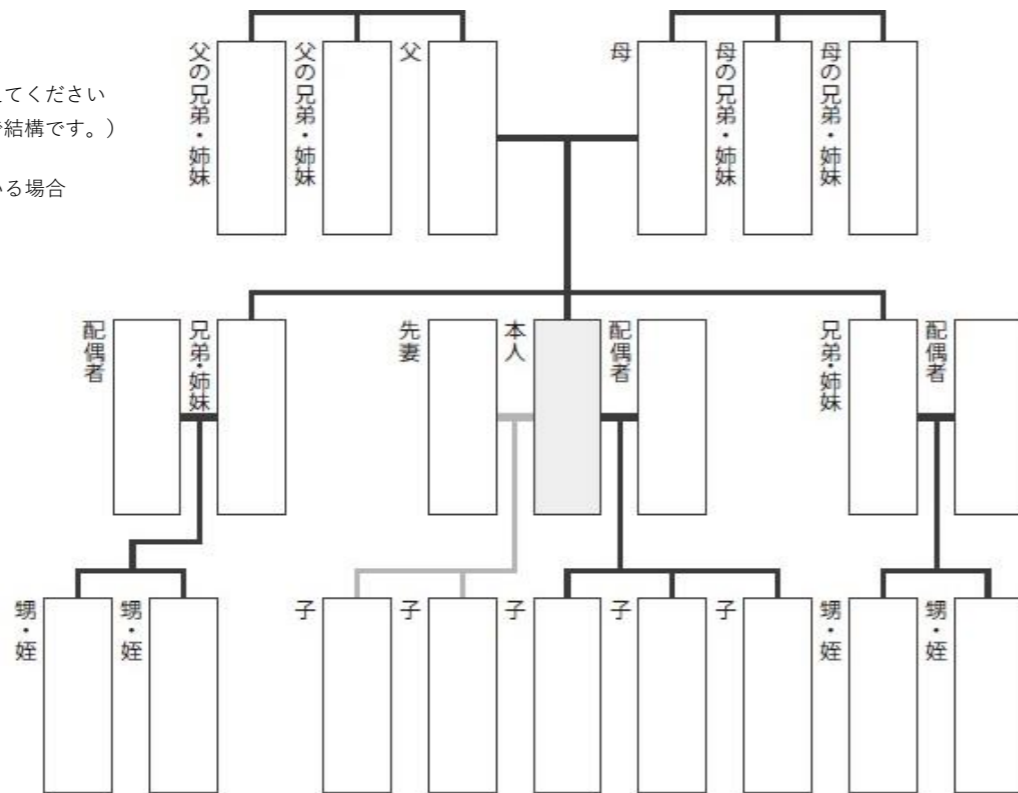 父の兄弟・姉妹
父の兄弟・姉妹
父
母
母の兄弟・姉妹
母の兄弟・姉妹
てください
結構です。）
いる場合
配偶者
兄弟・姉妹
先妻
本人
配偶者
兄弟・姉妹
配偶者
甥・姪
甥・姪
子
子
子
子
子
甥・姪
甥・姪